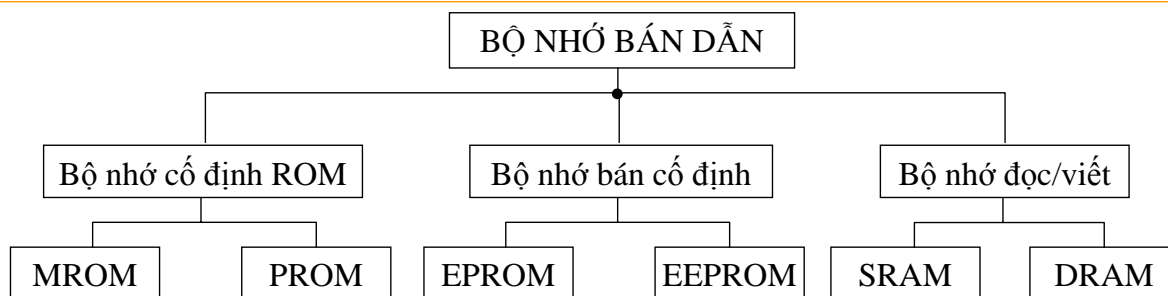 BỘ NHỚ BÁN DẪN
Bộ nhớ cố định ROM
Bộ nhớ bán cố định
Bộ nhớ đọc/viết
MROM
PROM
EPROM
EEPROM
SRAM
DRAM